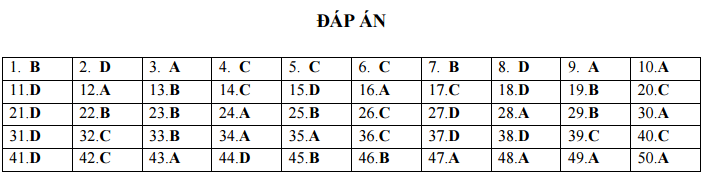 ĐÁP ÁN
1. B 2. D 3. A 4. C 5. C 6. C 7. B 8. D 9. A 10.A
11.D 12.A 13.B 14.C 15.D 16.A 17.C 18.D 19.B 20.C
21.D 22.B 23.B 24.A 25.B 26.C 27.D 28.A 29.B 30.A
31.D 32.C 33.B 34.A 35.A 36.C 37.D 38.D 39.C 40.C
41.D 42.C 43.A 44.D 45.B 46.B 47.A 48.A 49.A 50.A